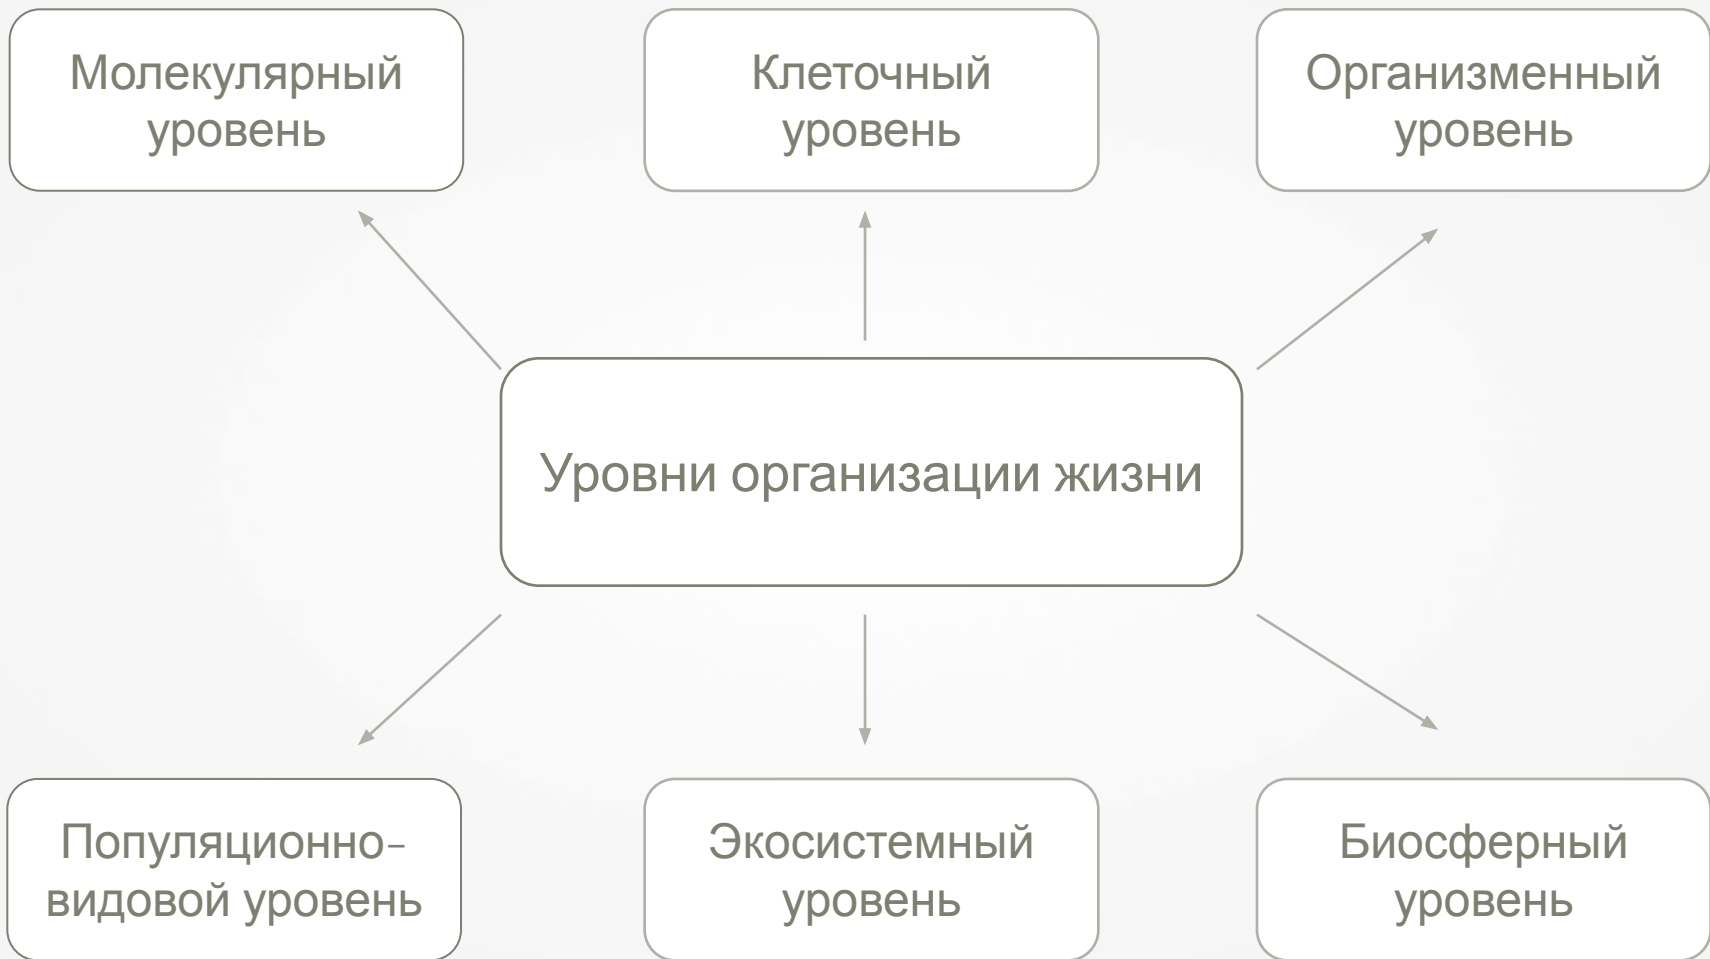 Молекулярный
уровень
Клеточный
уровень
Организменный
уровень
Уровни организации жизни
Популяционно-
видовой уровень
Экосистемный
уровень
Биосферный
уровень